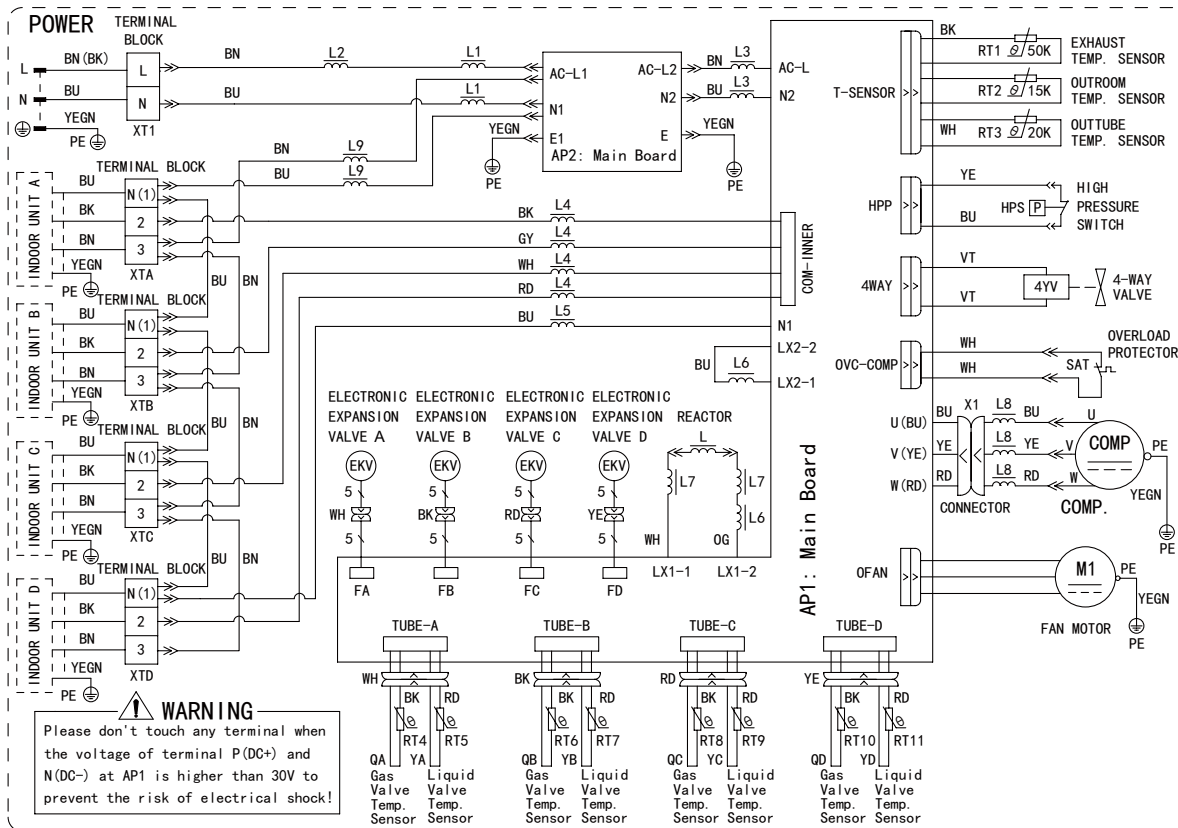 POWER
TERMINAL
BLOCK
L
BN(BK)
L
BN
L2
L1
N
BU
N
BU
L1
YEGN
PE
XT1
AC-L1
N1
E1
AC-L2
N2
E
AP2: Main Board
BN
L3
AC-L
BU
L3
N2
YEGN
PE
YEGN
PE
BN
L9
BU
L9
INDOOR UNIT A
BU
BK
BN
YEGN
PE
TERMINAL BLOCK
N(1)
2
3
XTA
BU
BN
INDOOR UNIT B
BU
BK
BN
YEGN
PE
TERMINAL BLOCK
N(1)
2
3
XTB
BU
BN
INDOOR UNIT C
BU
BK
BN
YEGN
PE
TERMINAL BLOCK
N(1)
2
3
XTC
BU
BN
INDOOR UNIT D
BU
BK
BN
YEGN
PE
TERMINAL BLOCK
N(1)
2
3
XTD
BK
L4
GY
L4
WH
L4
RD
L4
BU
L5
COM-INNER
N1
LX2-2
BU
L6
LX2-1
ELECTRONIC
EXPANSION
VALVE A
EKV
5
WH
5
FA
ELECTRONIC
EXPANSION
VALVE B
EKV
5
BK
5
FB
ELECTRONIC
EXPANSION
VALVE C
EKV
5
RD
5
FC
ELECTRONIC
EXPANSION
VALVE D
EKV
5
YE
5
FD
REACTOR
L
L7
L7
L6
WH
OG
LX1-1
LX1-2
AP1: Main Board
T-SENSOR
BK
RT1 θ 50K
EXHAUST
TEMP. SENSOR
RT2 θ 15K
OUTROOM
TEMP. SENSOR
WH
RT3 θ 20K
OUTTUBE
TEMP. SENSOR
HPP
YE
BU
HPS
P
HIGH
PRESSURE
SWITCH
4WAY
VT
VT
4YV
4-WAY
VALVE
OVC-COMP
WH
WH
SAT
OVERLOAD
PROTECTOR
U(BU)
BU
X1
L8
BU
U
V(YE)
YE
L8
YE
V
W(RD)
RD
L8
RD
W
CONNECTOR
COMP
COMP.
PE
YEGN
PE
OFAN
M1
PE
YEGN
PE
FAN MOTOR
TUBE-A
WH
BK
RD
θ
RT4
θ
RT5
QA
YA
Gas
Valve
Temp.
Sensor
Liquid
Valve
Temp.
Sensor
TUBE-B
BK
BK
RD
θ
RT6
θ
RT7
QB
YB
Gas
Valve
Temp.
Sensor
Liquid
Valve
Temp.
Sensor
TUBE-C
RD
BK
RD
θ
RT8
θ
RT9
QC
YC
Gas
Valve
Temp.
Sensor
Liquid
Valve
Temp.
Sensor
TUBE-D
YE
BK
RD
θ
RT10
θ
RT11
QD
YD
Gas
Valve
Temp.
Sensor
Liquid
Valve
Temp.
Sensor
WARNING
Please don't touch any terminal when
the voltage of terminal P(DC+) and
N(DC-) at AP1 is higher than 30V to
prevent the risk of electrical shock!